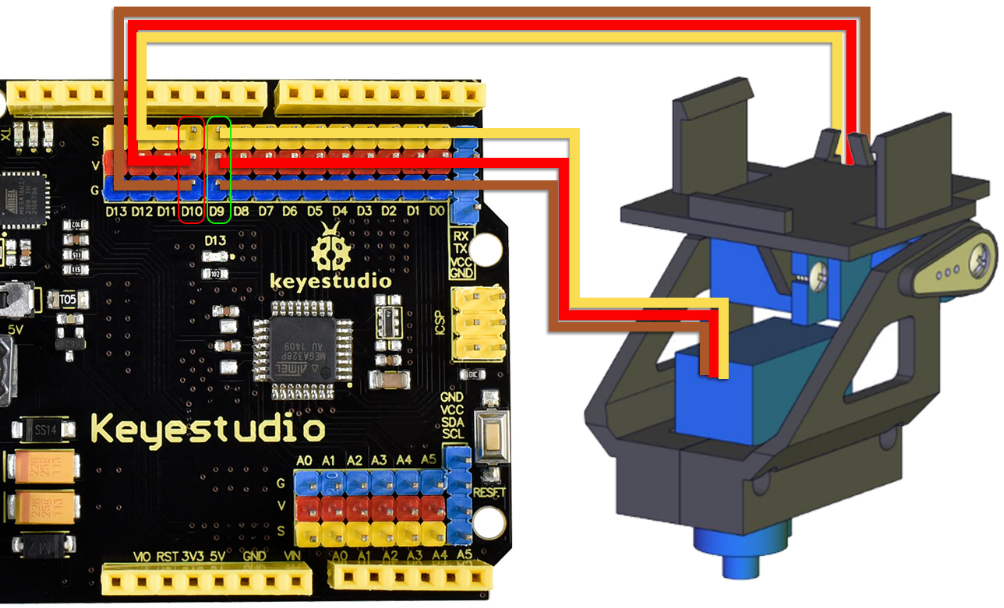 TX
S
V
G
D13 D12 D11 D10 D9 D8 D7 D6 D5 D4 D3 D2 D1 D0
RX
TX
VCC
GND
D13
keyestudio
5V
ICSP
ATMEL
MEGA328P
AU 1409
GND
VCC
SDA
SCL
SS14
Keyestudio
A0 A1 A2 A3 A4 A5
G
V
S
RESET
VIO RST 3V3 5V GND VIN
A0 A1 A2 A3 A4 A5